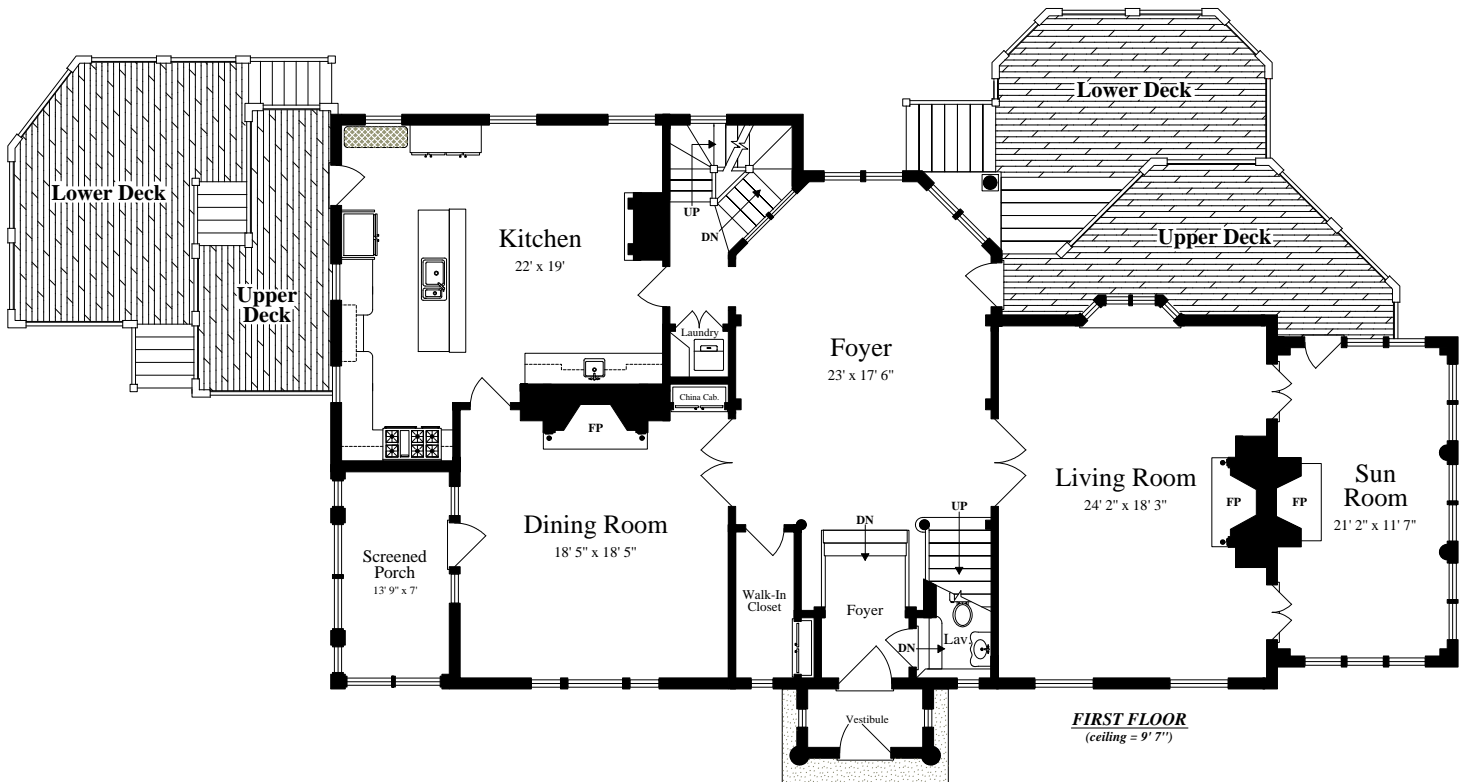 Lower Deck
Lower Deck
Kitchen
22' x 19'
UP
DN
Upper Deck
Upper
Deck
Laundry
Foyer
23' x 17' 6"
China Cab.
FP
Living Room
24' 2" x 18' 3"
FP
FP
Sun
Room
21' 2" x 11' 7"
Dining Room
18' 5" x 18' 5"
DN
UP
Screened
Porch
13' 9" x 7'
Walk-In
Closet
Foyer
DN
Lav.
Vestibule
FIRST FLOOR
(ceiling = 9' 7")